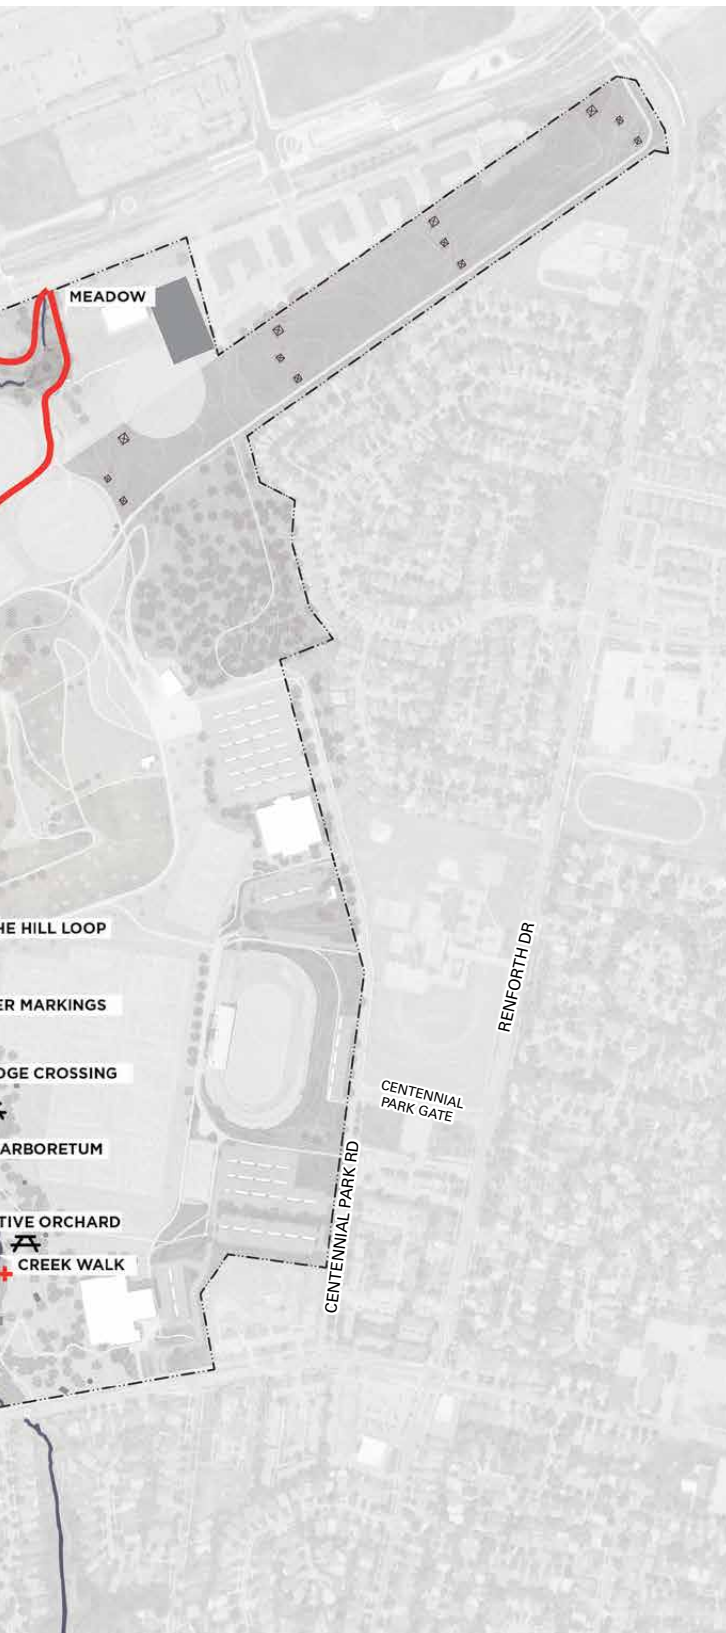 MEADOW
HE HILL LOOP
RENFORTH DR
ER MARKINGS
DGE CROSSING
CENTENNIAL
PARK GATE
ARBORETUM
CENTENNIAL PARK RD
TIVE ORCHARD
CREEK WALK